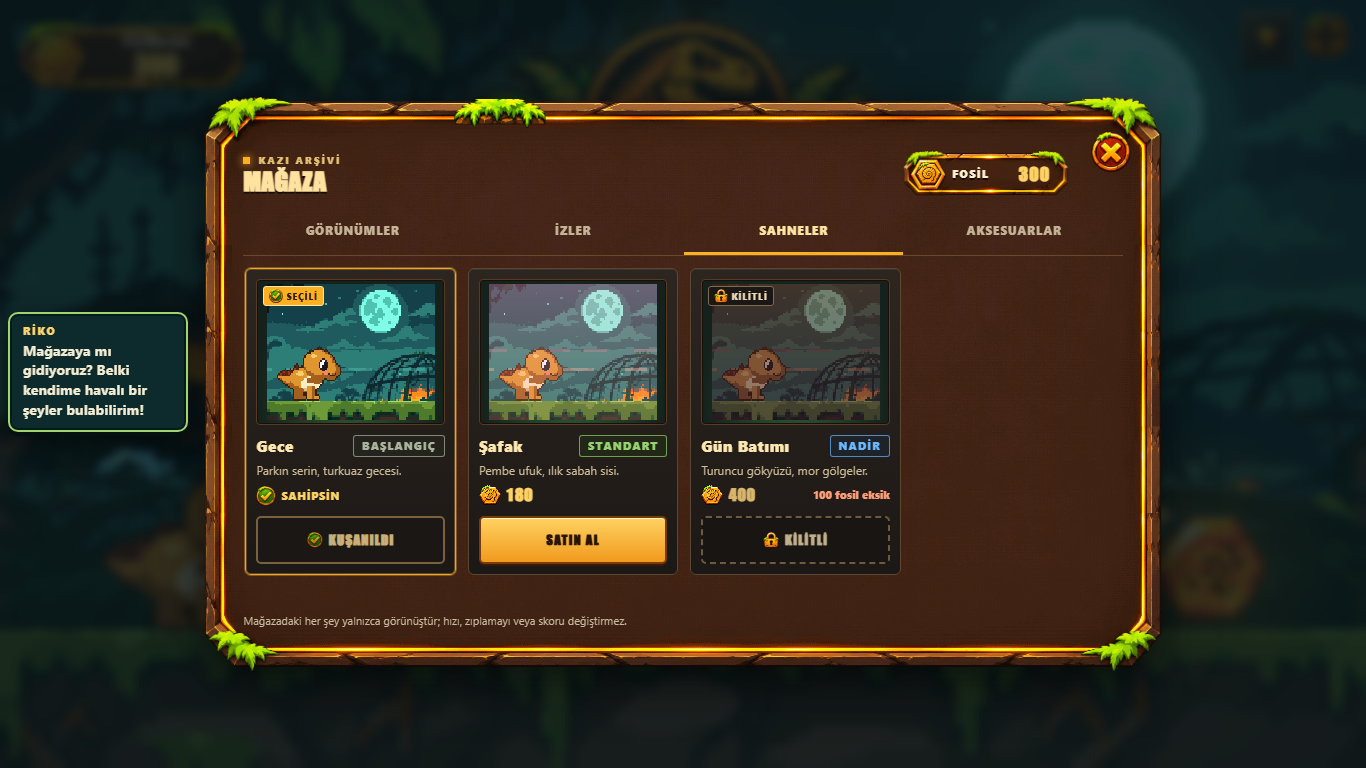 KAZI ARŞİVİ
MAĞAZA
FOSİL 300
GÖRÜNÜMLER İZLER SAHNELER AKSESUARLAR
RİKO
Mağazaya mı
gidiyoruz? Belki
kendime havalı bir
şeyler bulabilirim!
SEÇİLİ
Gece BAŞLANGIÇ
Parkın serin, turkuaz gecesi.
SAHİPSİN
KUŞANILDI
Şafak STANDART
Pembe ufuk, ılık sabah sisi.
180
SATIN AL
KİLİTLİ
Gün Batımı NADİR
Turuncu gökyüzü, mor gölgeler.
400 100 fosil eksik
KİLİTLİ
Mağazadaki her şey yalnızca görünüştür; hızı, zıplamayı veya skoru değiştirmez.